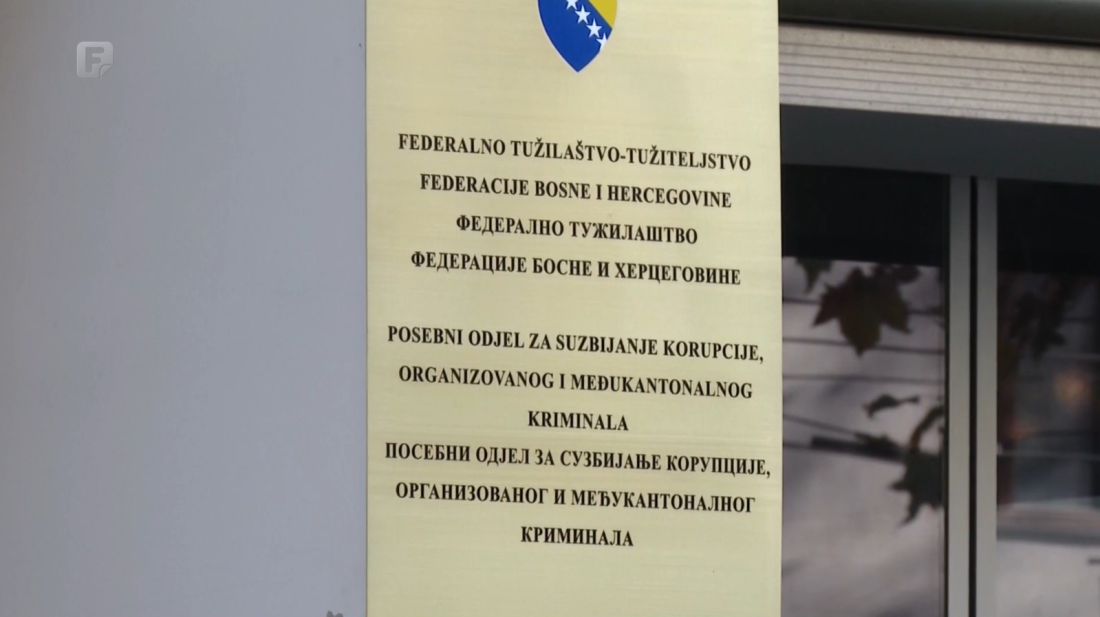 F
FEDERALNO TUŽILAŠTVO-TUŽITELJSTVO
FEDERACIJE BOSNE I HERCEGOVINE
ФЕДЕРАЛНО ТУЖИЛАШТВО
ФЕДЕРАЦИЈЕ БОСНЕ И ХЕРЦЕГОВИНЕ
POSEBNI ODJEL ZA SUZBIJANJE KORUPCIJE,
ORGANIZOVANOG I MEĐUKANTONALNOG
KRIMINALA
ПОСЕБНИ ОДЈЕЛ ЗА СУЗБИЈАЊЕ КОРУПЦИЈЕ,
ОРГАНИЗОВАНОГ И МЕЂУКАНТОНАЛНОГ
КРИМИНАЛА